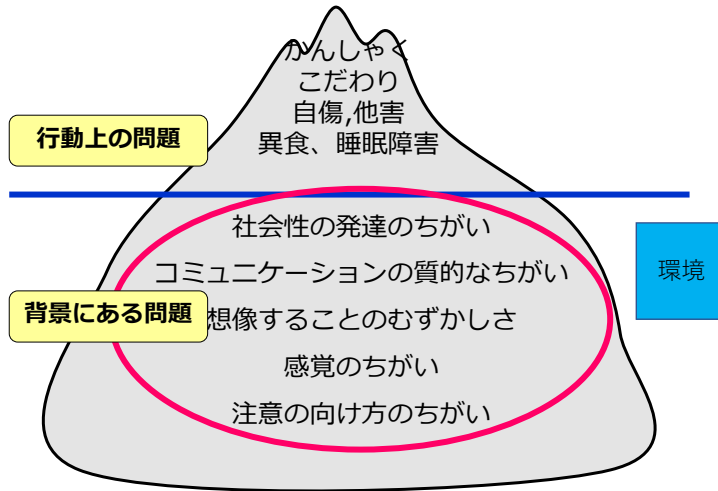 かんしゃく
こだわり
自傷,他害
異食、睡眠障害
行動上の問題
社会性の発達のちがい
コミュニケーションの質的なちがい
環境
背景にある問題
想像することのむずかしさ
感覚のちがい
注意の向け方のちがい